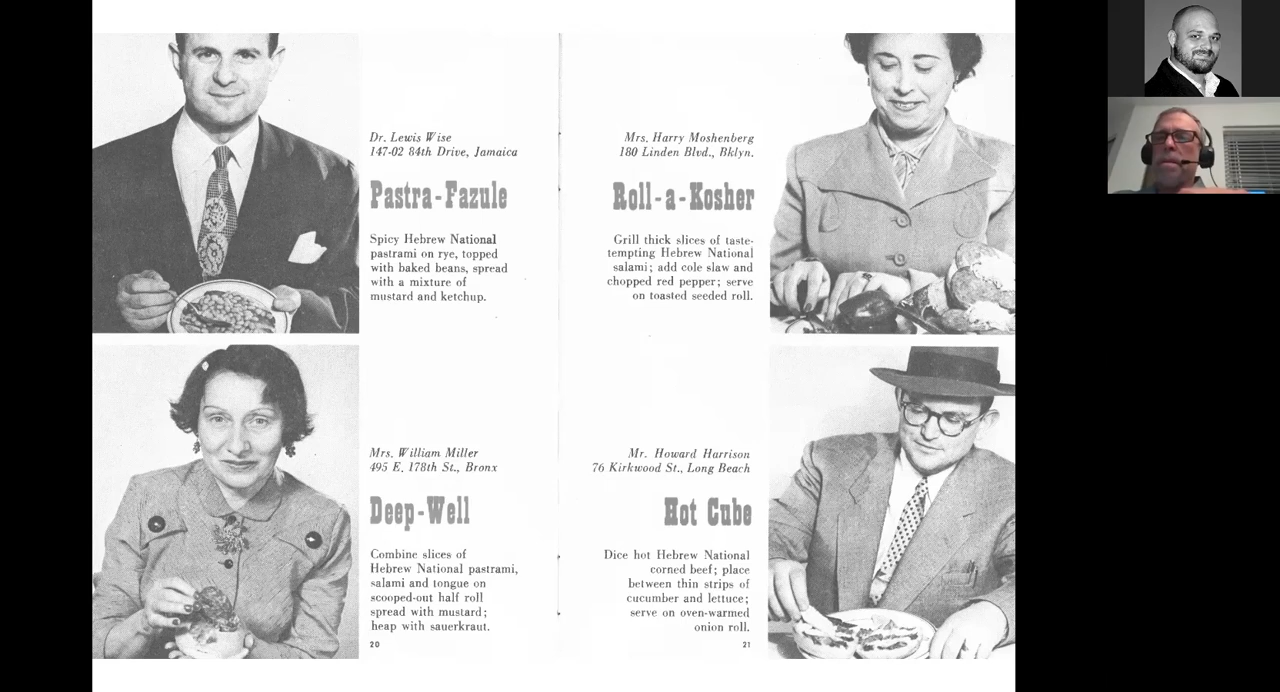 Dr. Lewis Wise
147-02 84th Drive, Jamaica
Pastra-Fazule
Spicy Hebrew National
pastrami on rye, topped
with baked beans, spread
with a mixture of
mustard and ketchup.
Mrs. William Miller
495 E. 178th St., Bronx
Deep-Well
Combine slices of
Hebrew National pastrami,
salami and tongue on
scooped-out half roll
spread with mustard;
heap with sauerkraut.
20
Mrs. Harry Moshenberg
180 Linden Blvd., Bklyn.
Roll-a-Kosher
Grill thick slices of taste-
tempting Hebrew National
salami; add cole slaw and
chopped red pepper; serve
on toasted seeded roll.
Mr. Howard Harrison
76 Kirkwood St., Long Beach
Hot Cube
Dice hot Hebrew National
corned beef; place
between thin strips of
cucumber and lettuce;
serve on oven-warmed
onion roll.
21